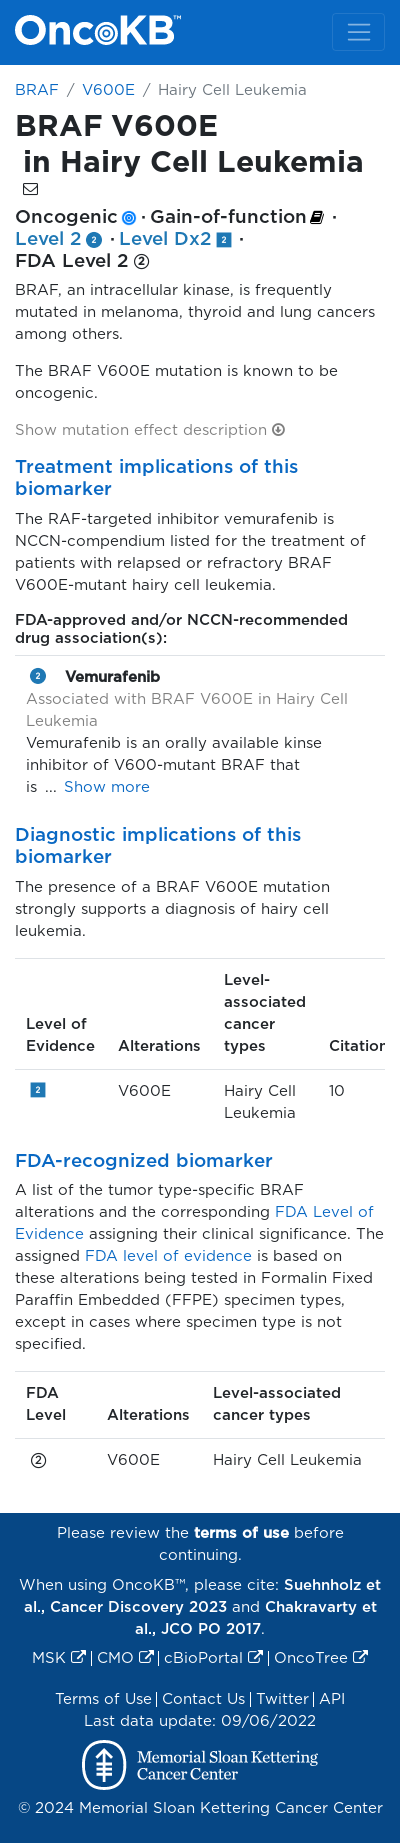 OncoKB™
BRAF / V600E / Hairy Cell Leukemia
BRAF V600E
in Hairy Cell Leukemia
Oncogenic · Gain-of-function ·
Level 2 2 · Level Dx2 2 ·
FDA Level 2 2
BRAF, an intracellular kinase, is frequently
mutated in melanoma, thyroid and lung cancers
among others.
The BRAF V600E mutation is known to be
oncogenic.
Show mutation effect description
Treatment implications of this
biomarker
The RAF-targeted inhibitor vemurafenib is
NCCN-compendium listed for the treatment of
patients with relapsed or refractory BRAF
V600E-mutant hairy cell leukemia.
FDA-approved and/or NCCN-recommended
drug association(s):
2 Vemurafenib
Associated with BRAF V600E in Hairy Cell
Leukemia
Vemurafenib is an orally available kinse
inhibitor of V600-mutant BRAF that
is ... Show more
Diagnostic implications of this
biomarker
The presence of a BRAF V600E mutation
strongly supports a diagnosis of hairy cell
leukemia.
Level-
associated
Level of cancer
Evidence Alterations types Citation
2 V600E Hairy Cell 10
Leukemia
FDA-recognized biomarker
A list of the tumor type-specific BRAF
alterations and the corresponding FDA Level of
Evidence assigning their clinical significance. The
assigned FDA level of evidence is based on
these alterations being tested in Formalin Fixed
Paraffin Embedded (FFPE) specimen types,
except in cases where specimen type is not
specified.
FDA Level-associated
Level Alterations cancer types
2 V600E Hairy Cell Leukemia
Please review the terms of use before
continuing.
When using OncoKB™, please cite: Suehnholz et
al., Cancer Discovery 2023 and Chakravarty et
al., JCO PO 2017.
MSK | CMO | cBioPortal | OncoTree
Terms of Use | Contact Us | Twitter | API
Last data update: 09/06/2022
Memorial Sloan Kettering
Cancer Center
© 2024 Memorial Sloan Kettering Cancer Center